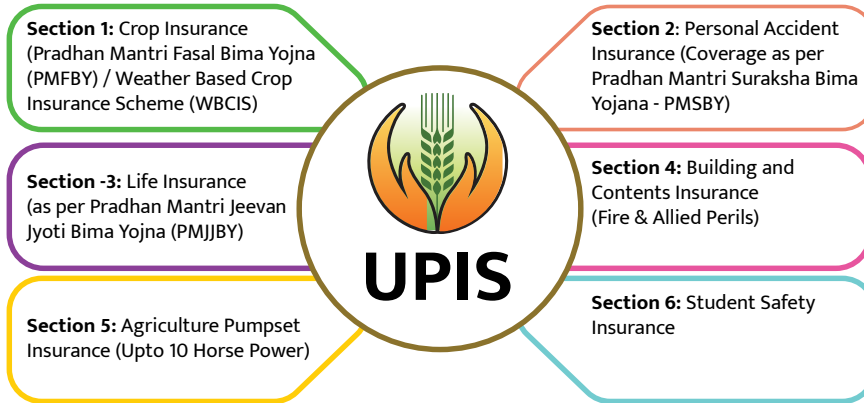 Section 1: Crop Insurance
(Pradhan Mantri Fasal Bima Yojna
(PMFBY) / Weather Based Crop
Insurance Scheme (WBCIS)
Section 2: Personal Accident
Insurance (Coverage as per
Pradhan Mantri Suraksha Bima
Yojana - PMSBY)
Section -3: Life Insurance
(as per Pradhan Mantri Jeevan
Jyoti Bima Yojna (PMJJBY)
Section 4: Building and
Contents Insurance
(Fire & Allied Perils)
UPIS
Section 5: Agriculture Pumpset
Insurance (Upto 10 Horse Power)
Section 6: Student Safety
Insurance